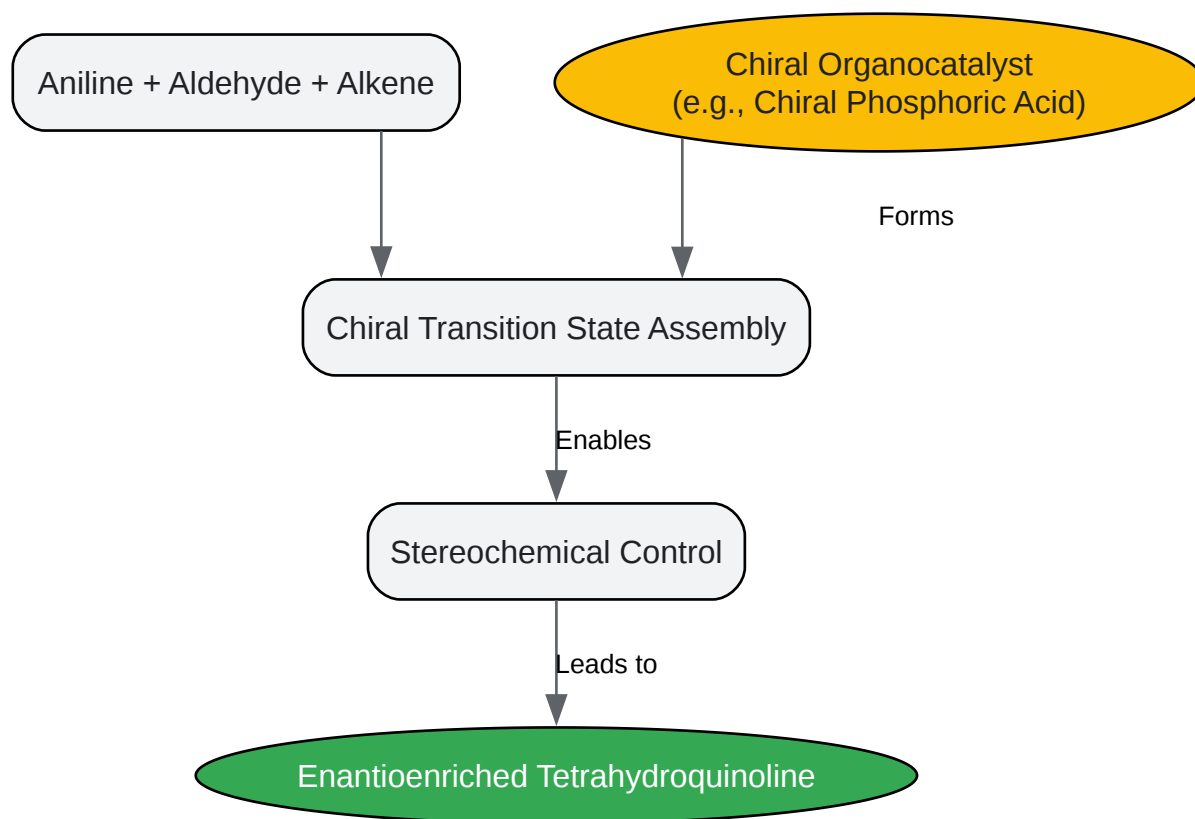 Aniline + Aldehyde + Alkene
Chiral Organocatalyst
(e.g., Chiral Phosphoric Acid)
Forms
Chiral Transition State Assembly
Enables
Stereochemical Control
Leads to
Enantioenriched Tetrahydroquinoline